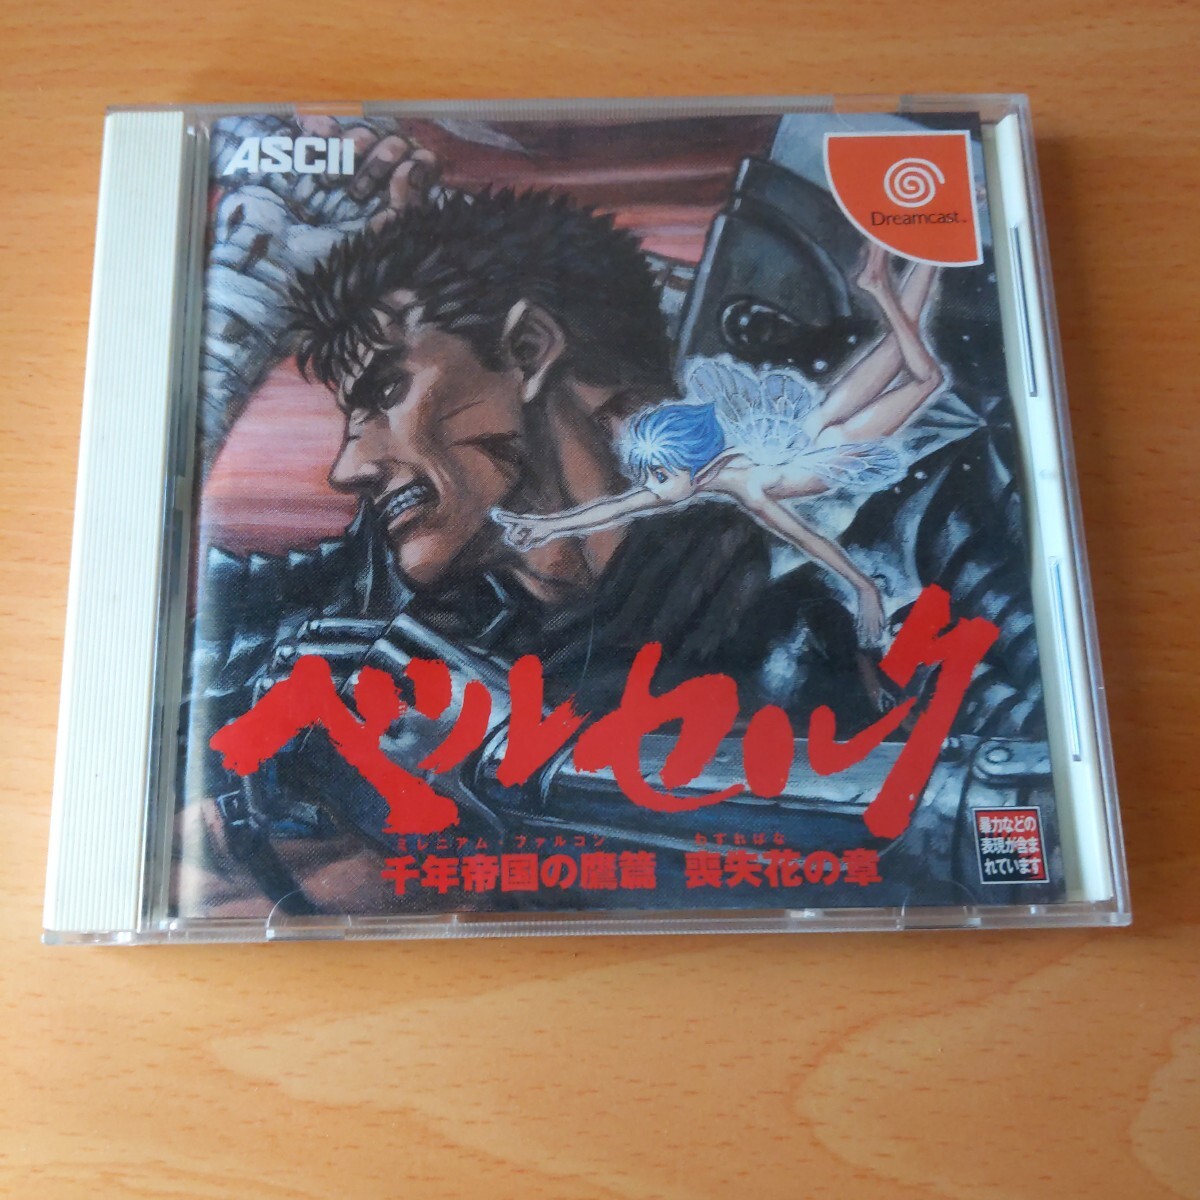 ASCII
Dreamcast™
ベルセルク
ミレニアム・ファルコン わすればな
千年帝国の鷹篇 喪失花の章
暴力などの
表現が含ま
れています